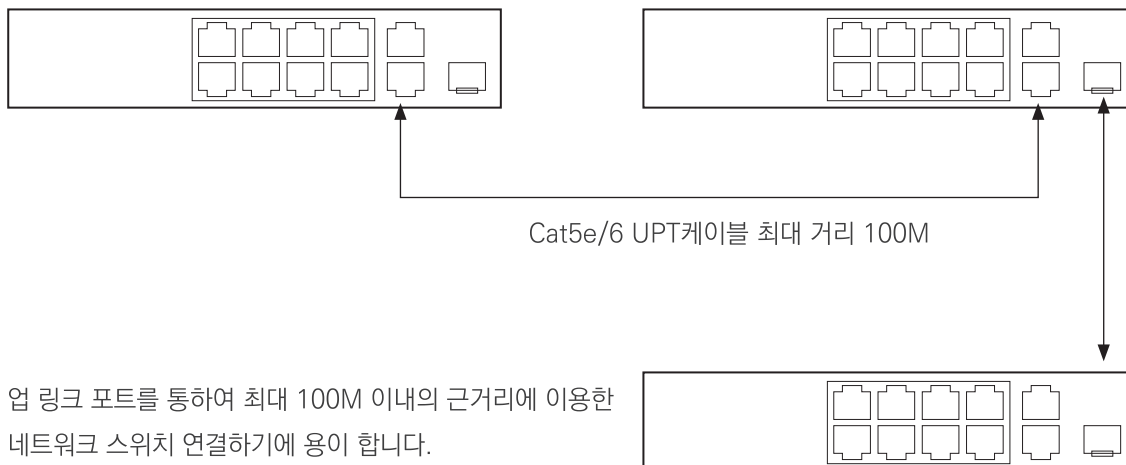 Cat5e/6 UPT케이블 최대 거리 100M
업 링크 포트를 통하여 최대 100M 이내의 근거리에 이용한
네트워크 스위치 연결하기에 용이 합니다.